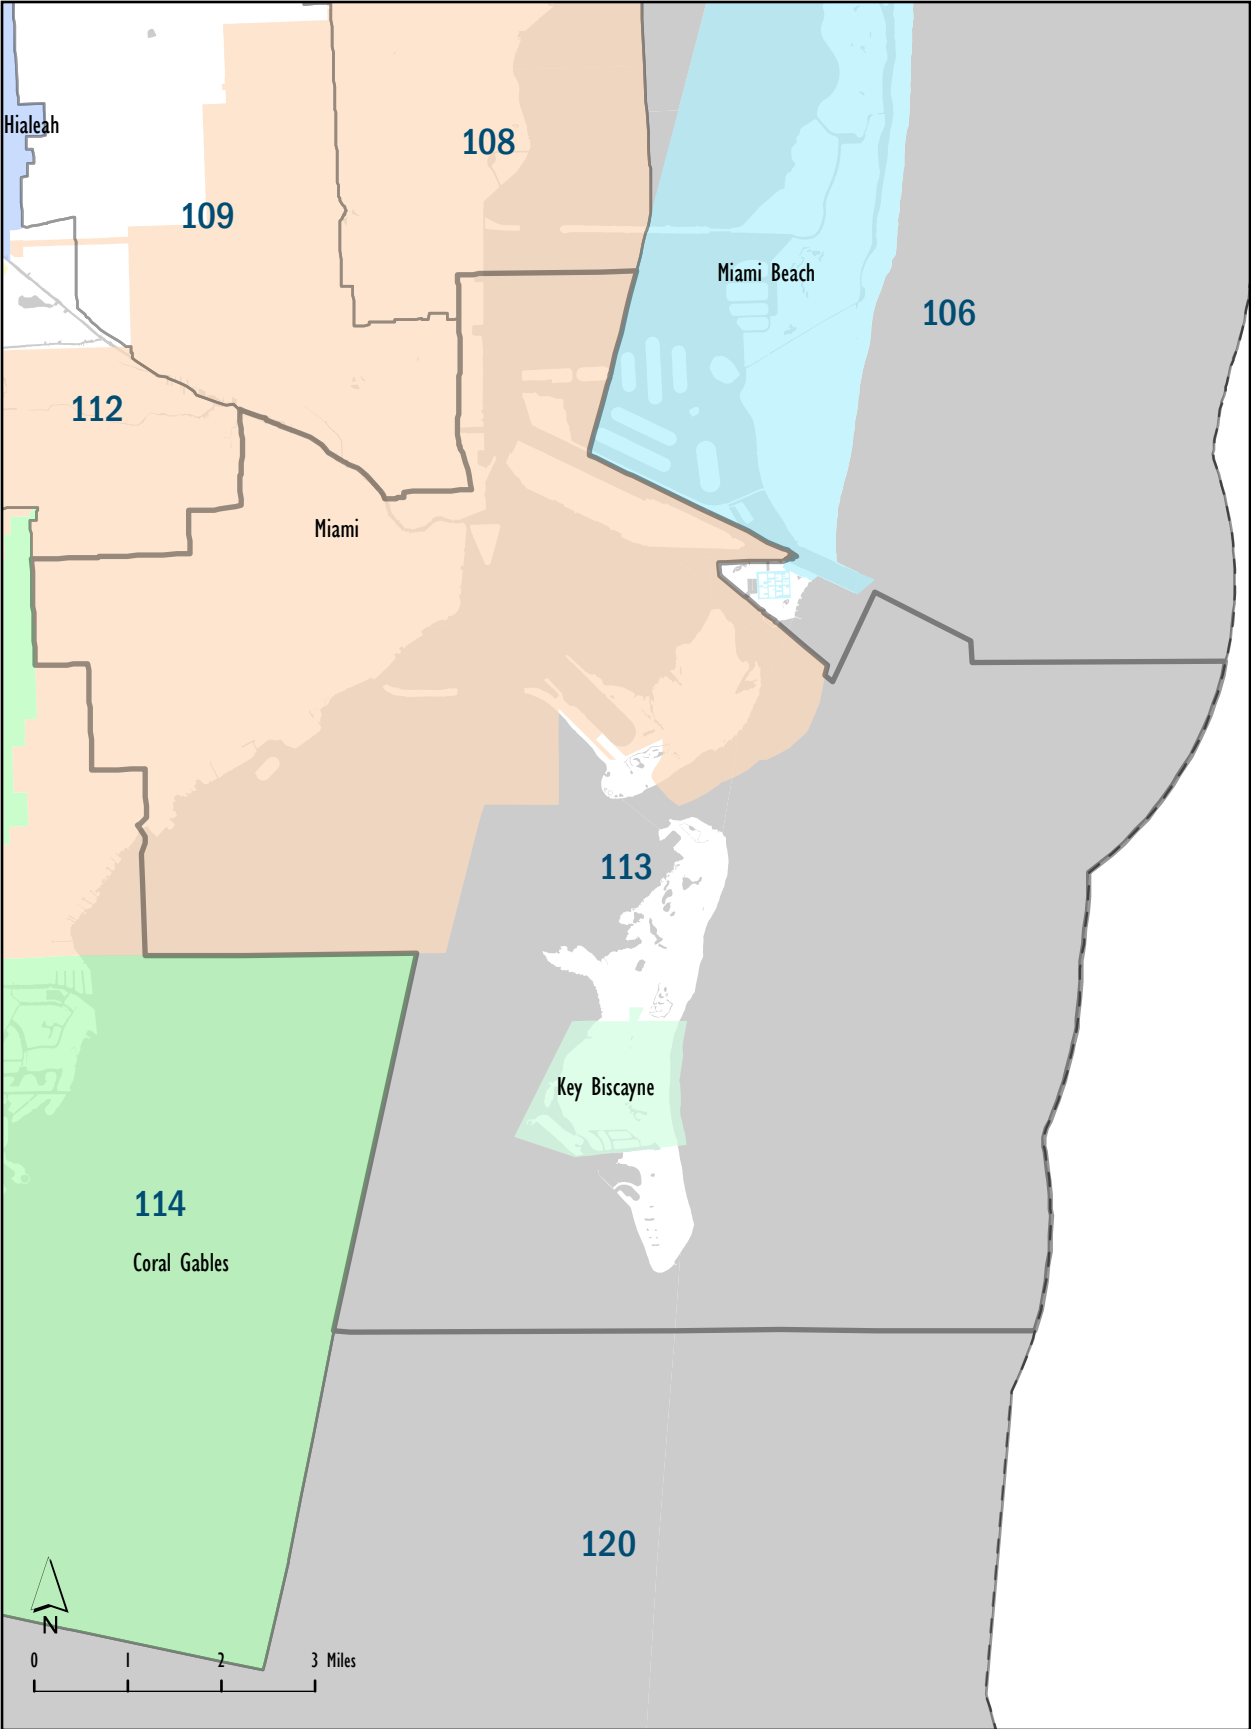 Hialeah
108
109
Miami Beach
106
112
Miami
113
Key Biscayne
114
Coral Gables
120
N
0 1 2 3 Miles